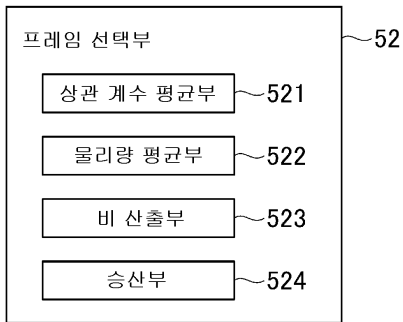 프레임 선택부
52
상관 계수 평균부 521
물리량 평균부 522
비 산출부 523
승산부 524